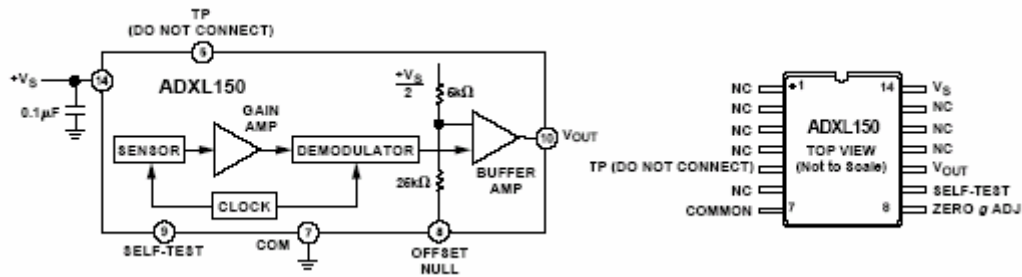 TP
(DO NOT CONNECT)
5
+VS
14
ADXL150
0.1μF
+VS
2
5kΩ
GAIN
AMP
SENSOR
DEMODULATOR
10
VOUT
BUFFER
AMP
25kΩ
CLOCK
9
SELF-TEST
COM
7
8
OFFSET
NULL
NC
NC
NC
NC
TP (DO NOT CONNECT)
NC
COMMON
1
14
ADXL150
TOP VIEW
(Not to Scale)
7
8
VS
NC
NC
NC
VOUT
SELF-TEST
ZERO g ADJ